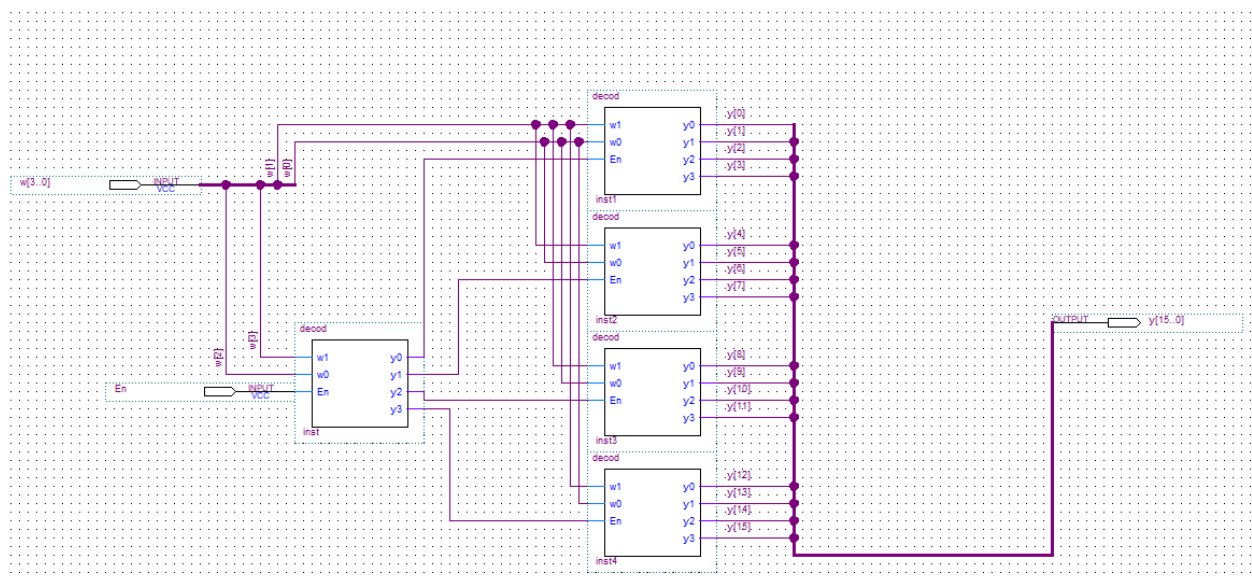 decod
w1 y0 y[0]
w0 y1 y[1]
En y2 y[2]
y3 y[3]
inst1
decod
w1 y0 y[4]
w0 y1 y[5]
En y2 y[6]
y3 y[7]
inst2
decod
w1 y0 y[8]
w0 y1 y[9]
En y2 y[10]
y3 y[11]
inst3
decod
w1 y0 y[12]
w0 y1 y[13]
En y2 y[14]
y3 y[15]
inst4
w[3..0] INPUT
VCC
w[1]
w[0]
w[2]
w[3]
decod
w1 y0
w0 y1
En y2
y3
inst
En INPUT
VCC
OUTPUT y[15..0]